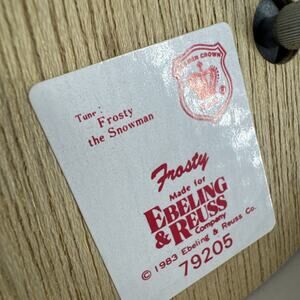 Tune: Frosty
the Snowman
Frosty
Made for
EBELING
& REUSS
Company
© 1983 Ebeling & Reuss Co.
79205